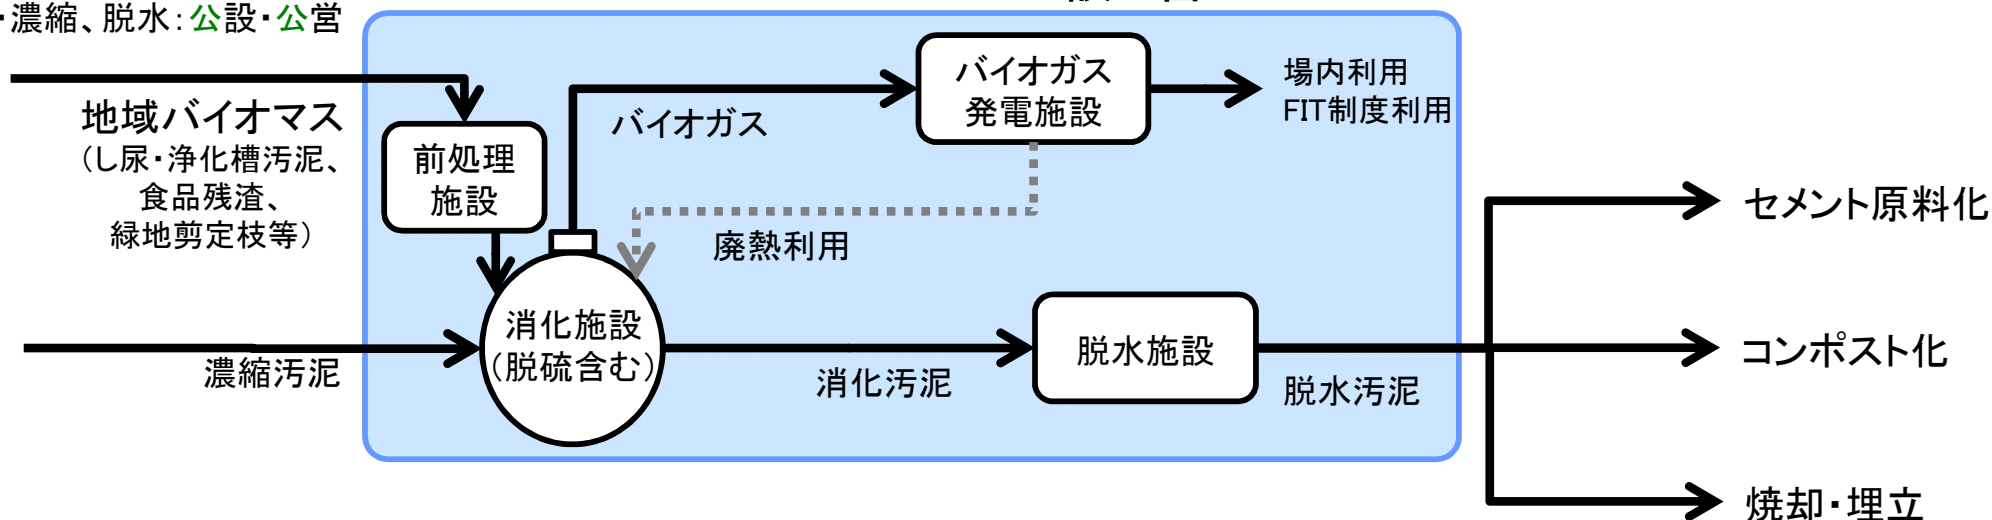 ・濃縮、脱水：公設・公営
地域バイオマス
（し尿・浄化槽汚泥、
食品残渣、
緑地剪定枝等）
前処理
施設
バイオガス
バイオガス
発電施設
場内利用
FIT制度利用
廃熱利用
濃縮汚泥
消化施設
（脱硫含む）
消化汚泥
脱水施設
脱水汚泥
セメント原料化
コンポスト化
焼却・埋立